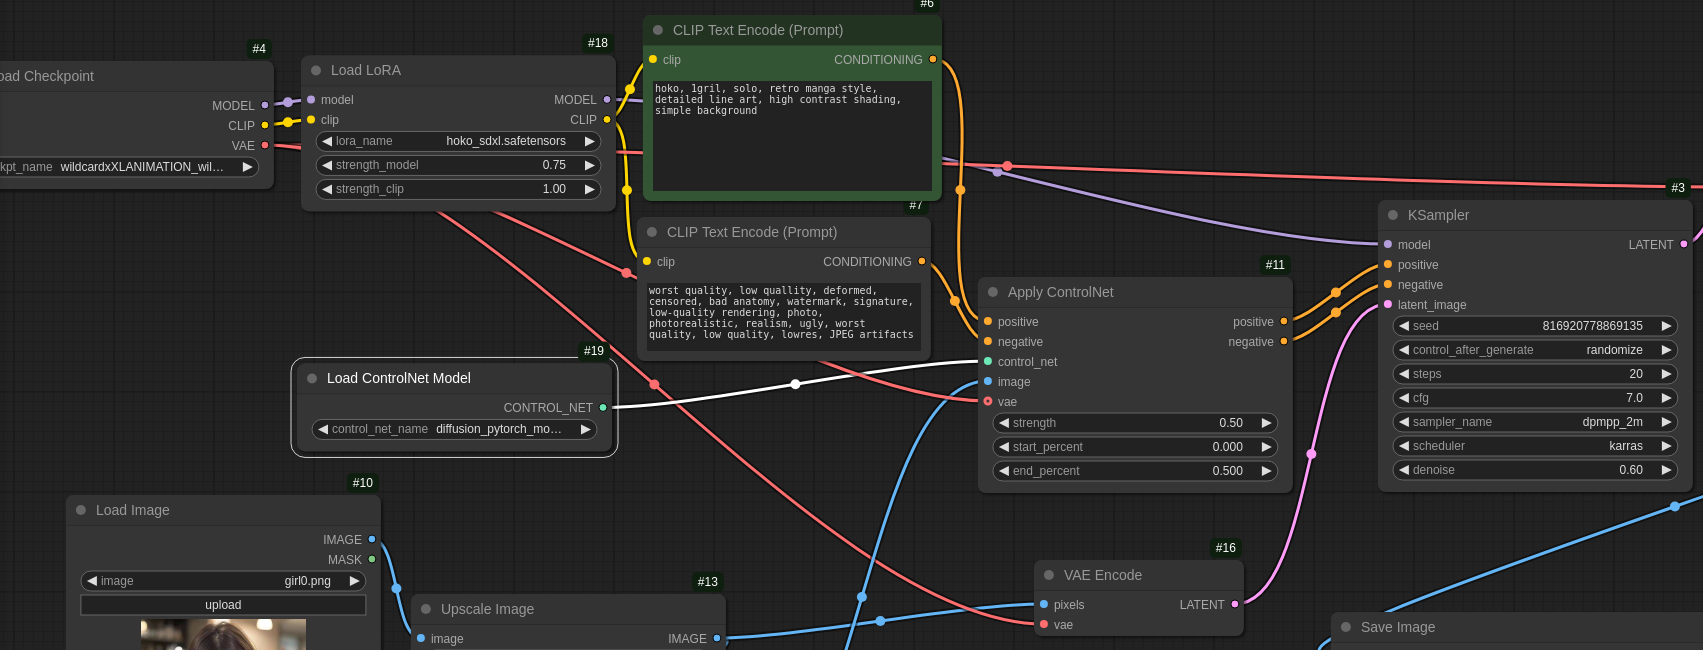 #4
oad Checkpoint
MODEL
CLIP
VAE
kpt_name wildcardxXLANIMATION_wil…
#18
Load LoRA
model MODEL
clip CLIP
lora_name hoko_sdxl.safetensors
strength_model 0.75
strength_clip 1.00
#6
CLIP Text Encode (Prompt)
clip CONDITIONING
hoko, 1gril, solo, retro manga style,
detailed line art, high contrast shading,
simple background
#7
CLIP Text Encode (Prompt)
clip CONDITIONING
worst quality, low quallity, deformed,
censored, bad anatomy, watermark, signature,
low-quality rendering, photo,
photorealistic, realism, ugly, worst
quality, low quality, lowres, JPEG artifacts
#19
Load ControlNet Model
CONTROL_NET
control_net_name diffusion_pytorch_mo…
#11
Apply ControlNet
positive positive
negative negative
control_net
image
vae
strength 0.50
start_percent 0.000
end_percent 0.500
#3
KSampler
model LATENT
positive
negative
latent_image
seed 816920778869135
control_after_generate randomize
steps 20
cfg 7.0
sampler_name dpmpp_2m
scheduler karras
denoise 0.60
#10
Load Image
IMAGE
MASK
image girl0.png
upload
#13
Upscale Image
image IMAGE
#16
VAE Encode
pixels LATENT
vae
Save Image